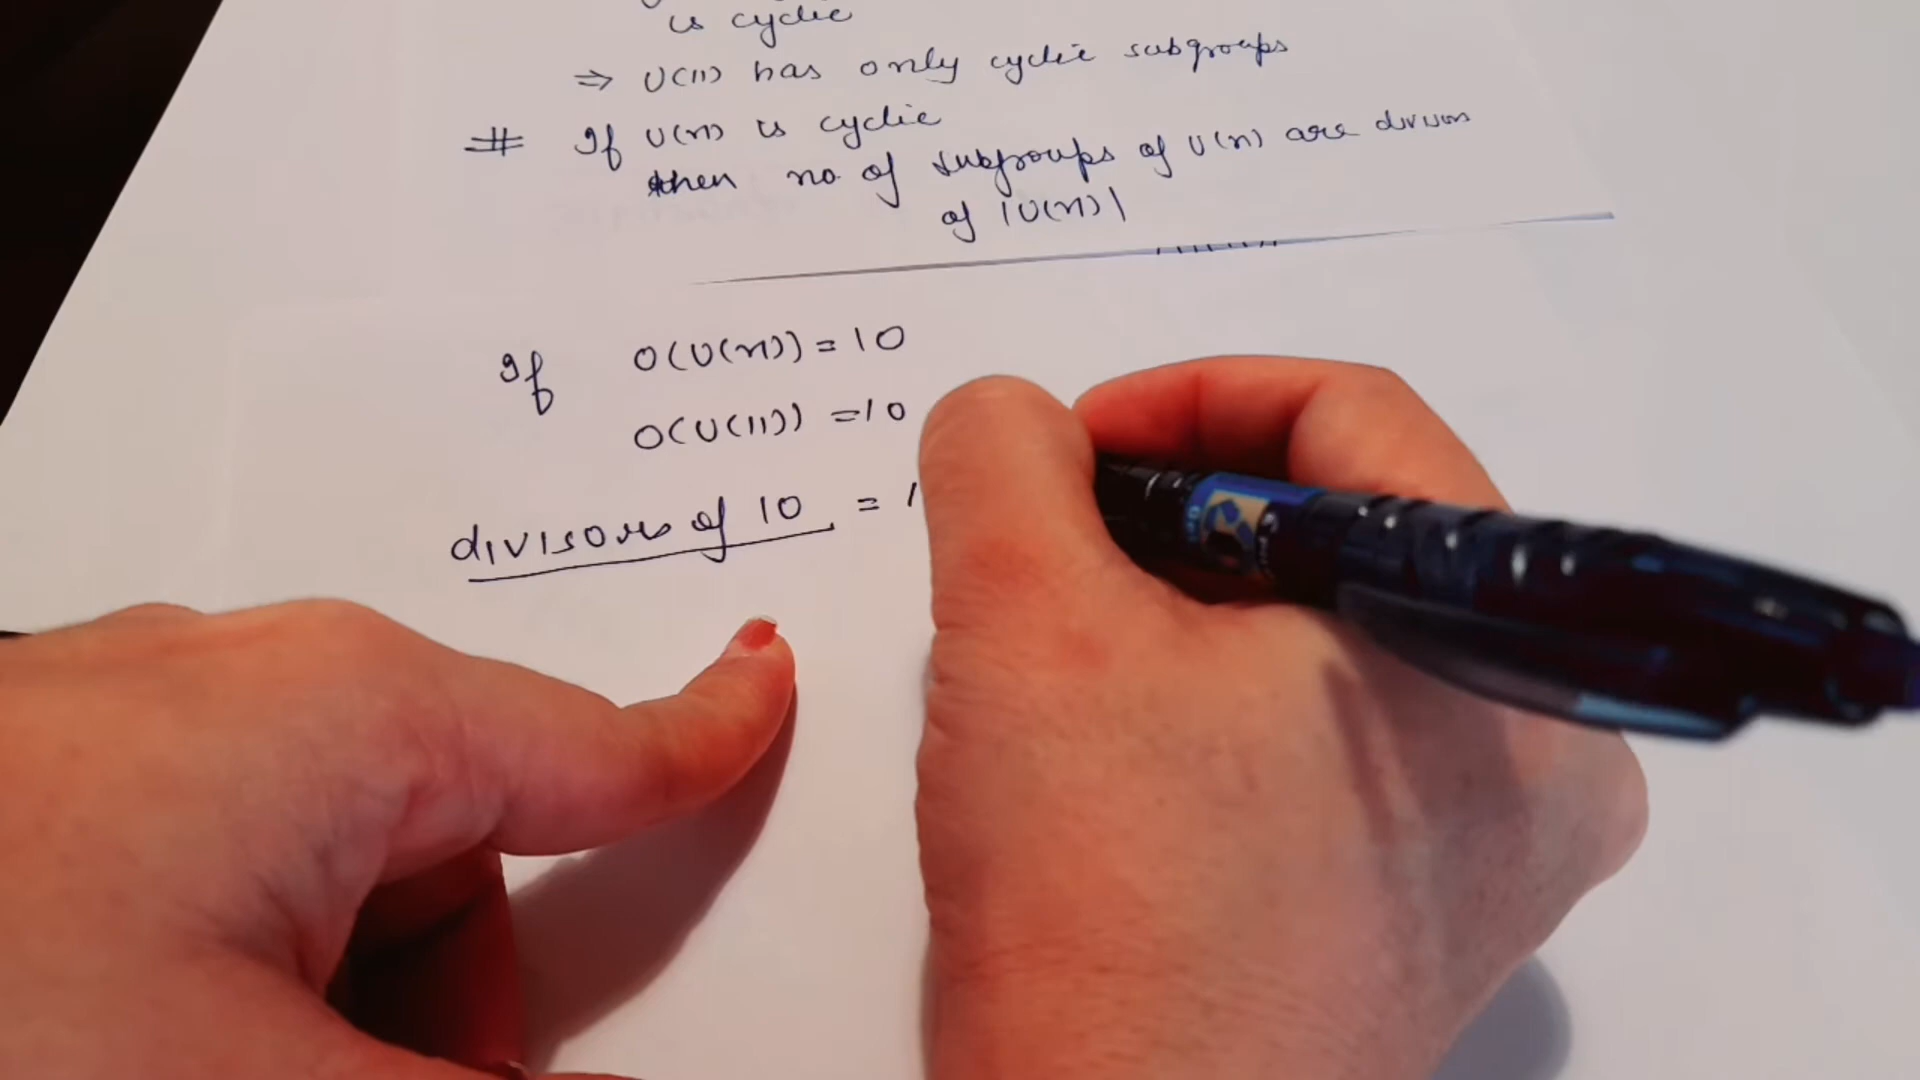 is cyclic
⇒ U(11) has only cyclic subgroups
# If U(n) is cyclic
then no. of subgroups of U(n) are divisors
of |U(n)|
If O(U(n)) = 10
O(U(11)) = 10
divisors of 10 = 1